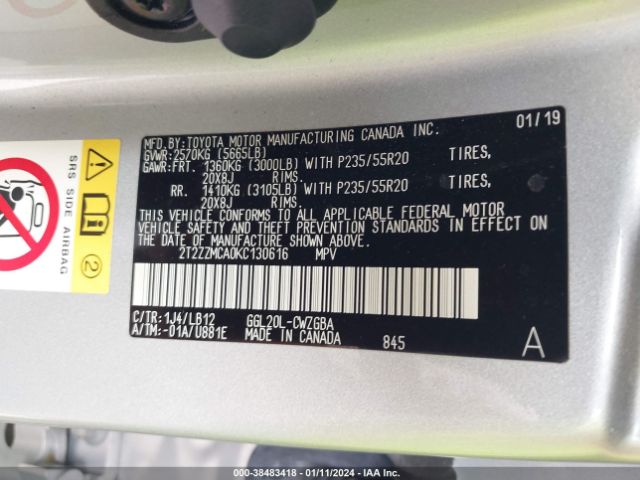 MFD. BY: TOYOTA MOTOR MANUFACTURING CANADA INC. 01/19
GVWR: 2570KG (5665LB)
GAWR: FRT. 1360KG (3000LB) WITH P235/55R20 TIRES,
20X8J RIMS.
RR. 1410KG (3105LB) WITH P235/55R20 TIRES,
20X8J RIMS.
THIS VEHICLE CONFORMS TO ALL APPLICABLE FEDERAL MOTOR
VEHICLE SAFETY AND THEFT PREVENTION STANDARDS IN EFFECT ON
THE DATE OF MANUFACTURE SHOWN ABOVE.
2T2ZZMCA0KC130616 MPV
C/TR: 1J4/LB12 GGL20L-CWZGBA
A/TM: -01A/U881E MADE IN CANADA 845 A
SRS SIDE AIRBAG
2
000-38483418 - 01/11/2024 - IAA Inc.